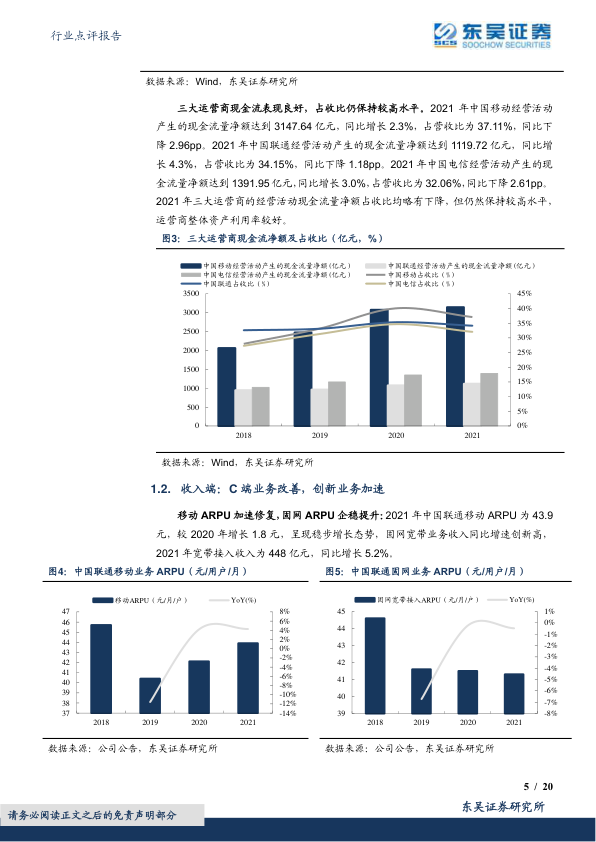 行业点评报告
东吴证券
SCS
SOOCHOW SECURITIES
数据来源：Wind，东吴证券研究所
三大运营商现金流表现良好，占收比仍保持较高水平。2021 年中国移动经营活动
产生的现金流量净额达到 3147.64 亿元，同比增长 2.3%，占营收比为 37.11%，同比下
降 2.96pp。2021 年中国联通经营活动产生的现金流量净额达到 1119.72 亿元，同比增
长 4.3%，占营收比为 34.15%，同比下降 1.18pp。2021 年中国电信经营活动产生的现
金流量净额达到 1391.95 亿元，同比增长 3.0%，占营收比为 32.06%，同比下降 2.61pp。
2021 年三大运营商的经营活动现金流量净额占收比均略有下降，但仍然保持较高水平，
运营商整体资产利用率较好。
图3：三大运营商现金流净额及占收比（亿元，%）
中国移动经营活动产生的现金流量净额(亿元) 中国联通经营活动产生的现金流量净额(亿元)
中国电信经营活动产生的现金流量净额(亿元) 中国移动占收比（%）
中国联通占收比（%） 中国电信占收比（%）
3500 45%
3000 40%
2500 35%
30%
2000 25%
1500 20%
1000 15%
10%
500 5%
0 0%
2018 2019 2020 2021
数据来源：Wind，东吴证券研究所
1.2. 收入端：C 端业务改善，创新业务加速
移动 ARPU 加速修复，固网 ARPU 企稳提升：2021 年中国联通移动 ARPU 为 43.9
元，较 2020 年增长 1.8 元，呈现稳步增长态势，固网宽带业务收入同比增速创新高，
2021 年宽带接入收入为 448 亿元，同比增长 5.2%。
图4：中国联通移动业务 ARPU（元/用户/月）
移动ARPU（元/月/户） YoY(%)
47 8%
46 6%
45 4%
44 2%
43 0%
42 -2%
41 -4%
40 -6%
39 -8%
38 -10%
37 -12%
-14%
2018 2019 2020 2021
数据来源：公司公告，东吴证券研究所
图5：中国联通固网业务 ARPU（元/用户/月）
固网宽带接入ARPU（元/月/户） YoY(%)
45 1%
44 0%
43 -1%
42 -2%
41 -3%
40 -4%
39 -5%
-6%
-7%
-8%
2018 2019 2020 2021
数据来源：公司公告，东吴证券研究所
5 / 20
东吴证券研究所
请务必阅读正文之后的免责声明部分